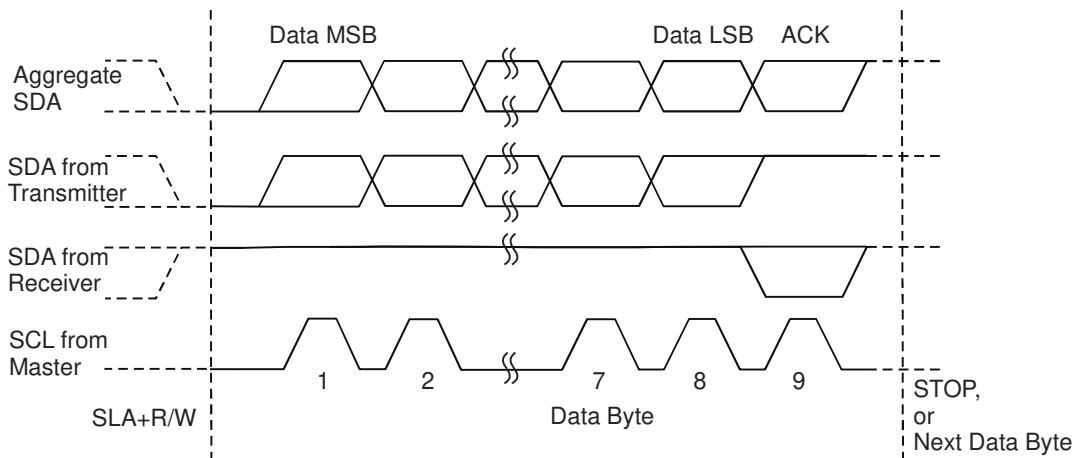 Data MSB
Data LSB
ACK
Aggregate
SDA
SDA from
Transmitter
SDA from
Receiver
SCL from
Master
1
2
7
8
9
SLA+R/W
Data Byte
STOP,
or
Next Data Byte